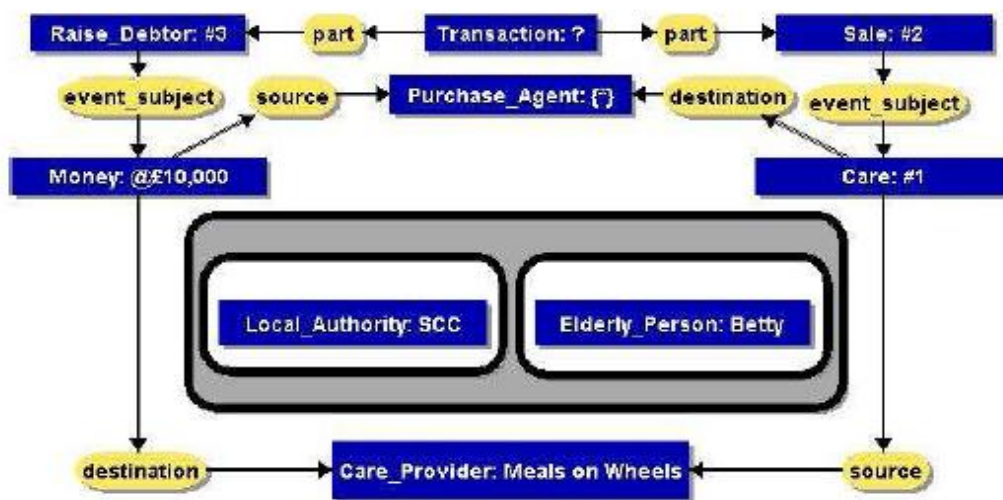 Raise_Debtor: #3 part Transaction: ? part Sale: #2
event_subject source Purchase_Agent: {*} destination event_subject
Money: @£10,000 Care: #1
Local_Authority: SCC Elderly_Person: Betty
destination Care_Provider: Meals on Wheels source